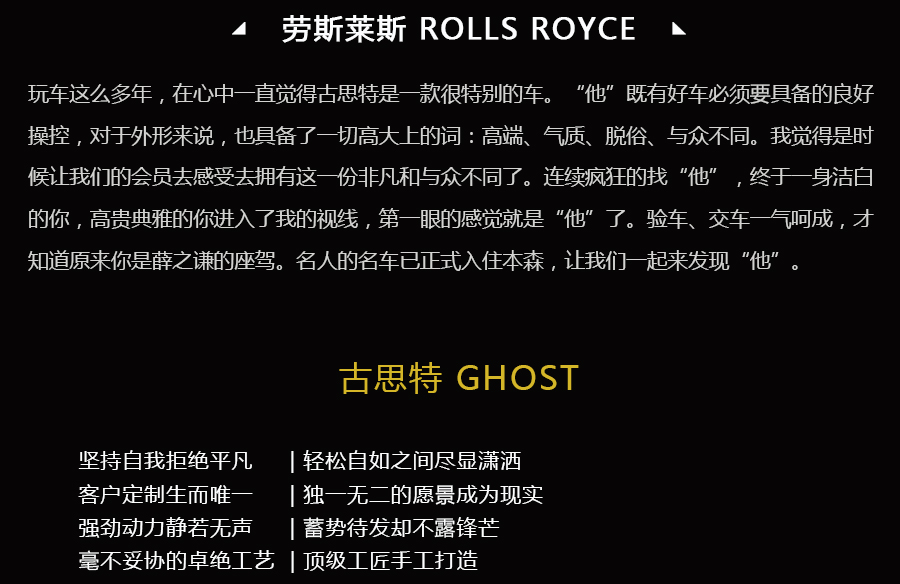 劳斯莱斯 ROLLS ROYCE
玩车这么多年，在心中一直觉得古思特是一款很特别的车。“他”既有好车必须要具备的良好
操控，对于外形来说，也具备了一切高大上的词：高端、气质、脱俗、与众不同。我觉得是时
候让我们的会员去感受去拥有这一份非凡和与众不同了。连续疯狂的找“他”，终于一身洁白
的你，高贵典雅的你进入了我的视线，第一眼的感觉就是“他”了。验车、交车一气呵成，才
知道原来你是薛之谦的座驾。名人的名车已正式入住本森，让我们一起来发现“他”。
古思特 GHOST
坚持自我拒绝平凡 | 轻松自如之间尽显潇洒
客户定制生而唯一 | 独一无二的愿景成为现实
强劲动力静若无声 | 蓄势待发却不露锋芒
毫不妥协的卓绝工艺 | 顶级工匠手工打造